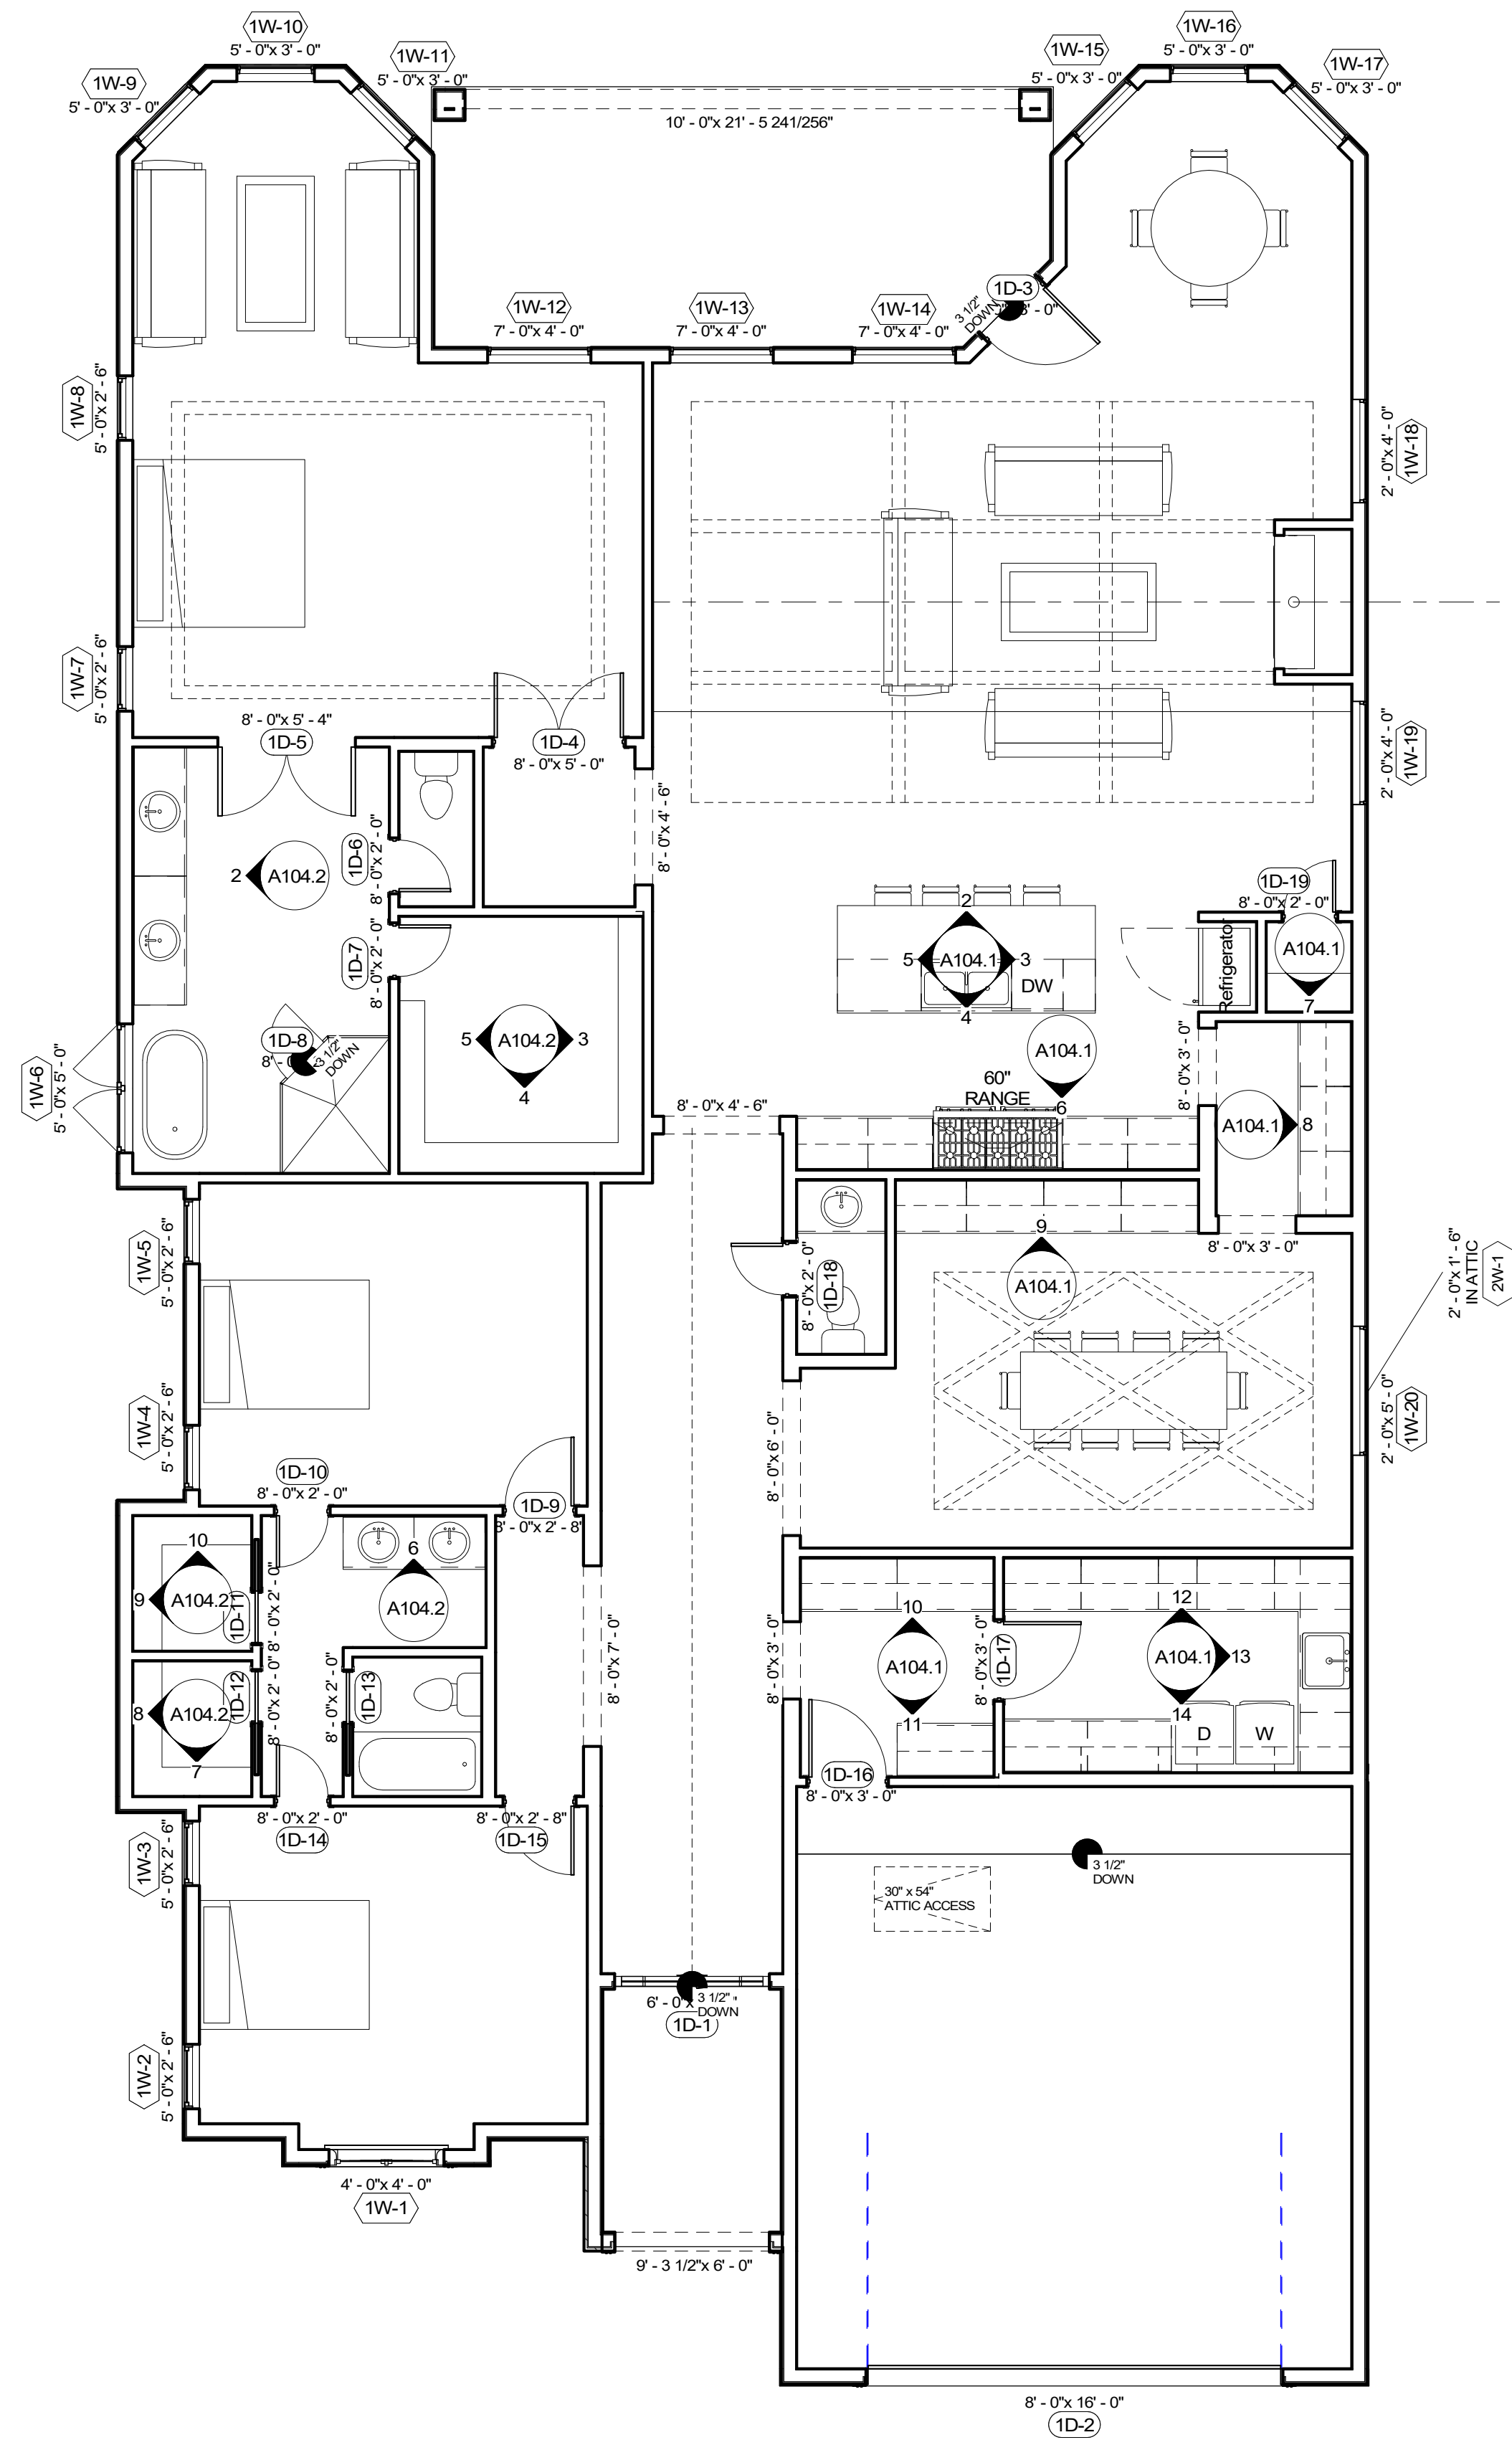 1W-10
5' - 0"x 3' - 0"
1W-11
5' - 0"x 3' - 0"
1W-9
5' - 0"x 3' - 0"
1W-15
5' - 0"x 3' - 0"
1W-16
5' - 0"x 3' - 0"
1W-17
5' - 0"x 3' - 0"
10' - 0"x 21' - 5 241/256"
1W-12
7' - 0"x 4' - 0"
1W-13
7' - 0"x 4' - 0"
1W-14
7' - 0"x 4' - 0"
3 1/2"
DOWN
1D-3
1W-8
5' - 0"x 2' - 6"
1W-18
2' - 0"x 4' - 0"
1W-7
5' - 0"x 2' - 6"
8' - 0"x 5' - 4"
1D-5
1D-4
8' - 0"x 5' - 0"
1W-19
2' - 0"x 4' - 0"
8' - 0"x 4' - 6"
1D-6
8' - 0"x 2' - 0"
2
A104.2
1D-19
8' - 0"x 2' - 0"
1D-7
8' - 0"x 2' - 0"
2
5
A104.1
3
DW
4
Refrigerator
A104.1
7
1D-8
3 1/2"
DOWN
5
A104.2
3
4
1W-6
5' - 0"x 5' - 0"
A104.1
6
60"
RANGE
8' - 0"x 3' - 0"
8' - 0"x 4' - 6"
A104.1
8
1W-5
5' - 0"x 2' - 6"
8' - 0"x 2' - 0"
1D-18
9
A104.1
8' - 0"x 3' - 0"
2' - 0"x 1' - 6"
IN ATTIC
2W-1
1W-4
5' - 0"x 2' - 6"
8' - 0"x 6' - 0"
2' - 0"x 5' - 0"
1W-20
1D-10
8' - 0"x 2' - 0"
1D-9
8' - 0"x 2' - 8"
10
9
A104.2
1D-11
8' - 0"x 2' - 0"
6
A104.2
8
A104.2
7
1D-12
8' - 0"x 2' - 0"
8' - 0"x 2' - 0"
1D-13
8' - 0"x 7' - 0"
8' - 0"x 3' - 0"
10
A104.1
11
8' - 0"x 3' - 0"
1D-17
12
A104.1
13
14
D
W
1D-16
8' - 0"x 3' - 0"
8' - 0"x 2' - 0"
1D-14
8' - 0"x 2' - 8"
1D-15
1W-3
5' - 0"x 2' - 6"
3 1/2"
DOWN
30" x 54"
ATTIC ACCESS
6' - 0"x
3 1/2"
DOWN
1D-1
1W-2
5' - 0"x 2' - 6"
4' - 0"x 4' - 0"
1W-1
9' - 3 1/2"x 6' - 0"
8' - 0"x 16' - 0"
1D-2